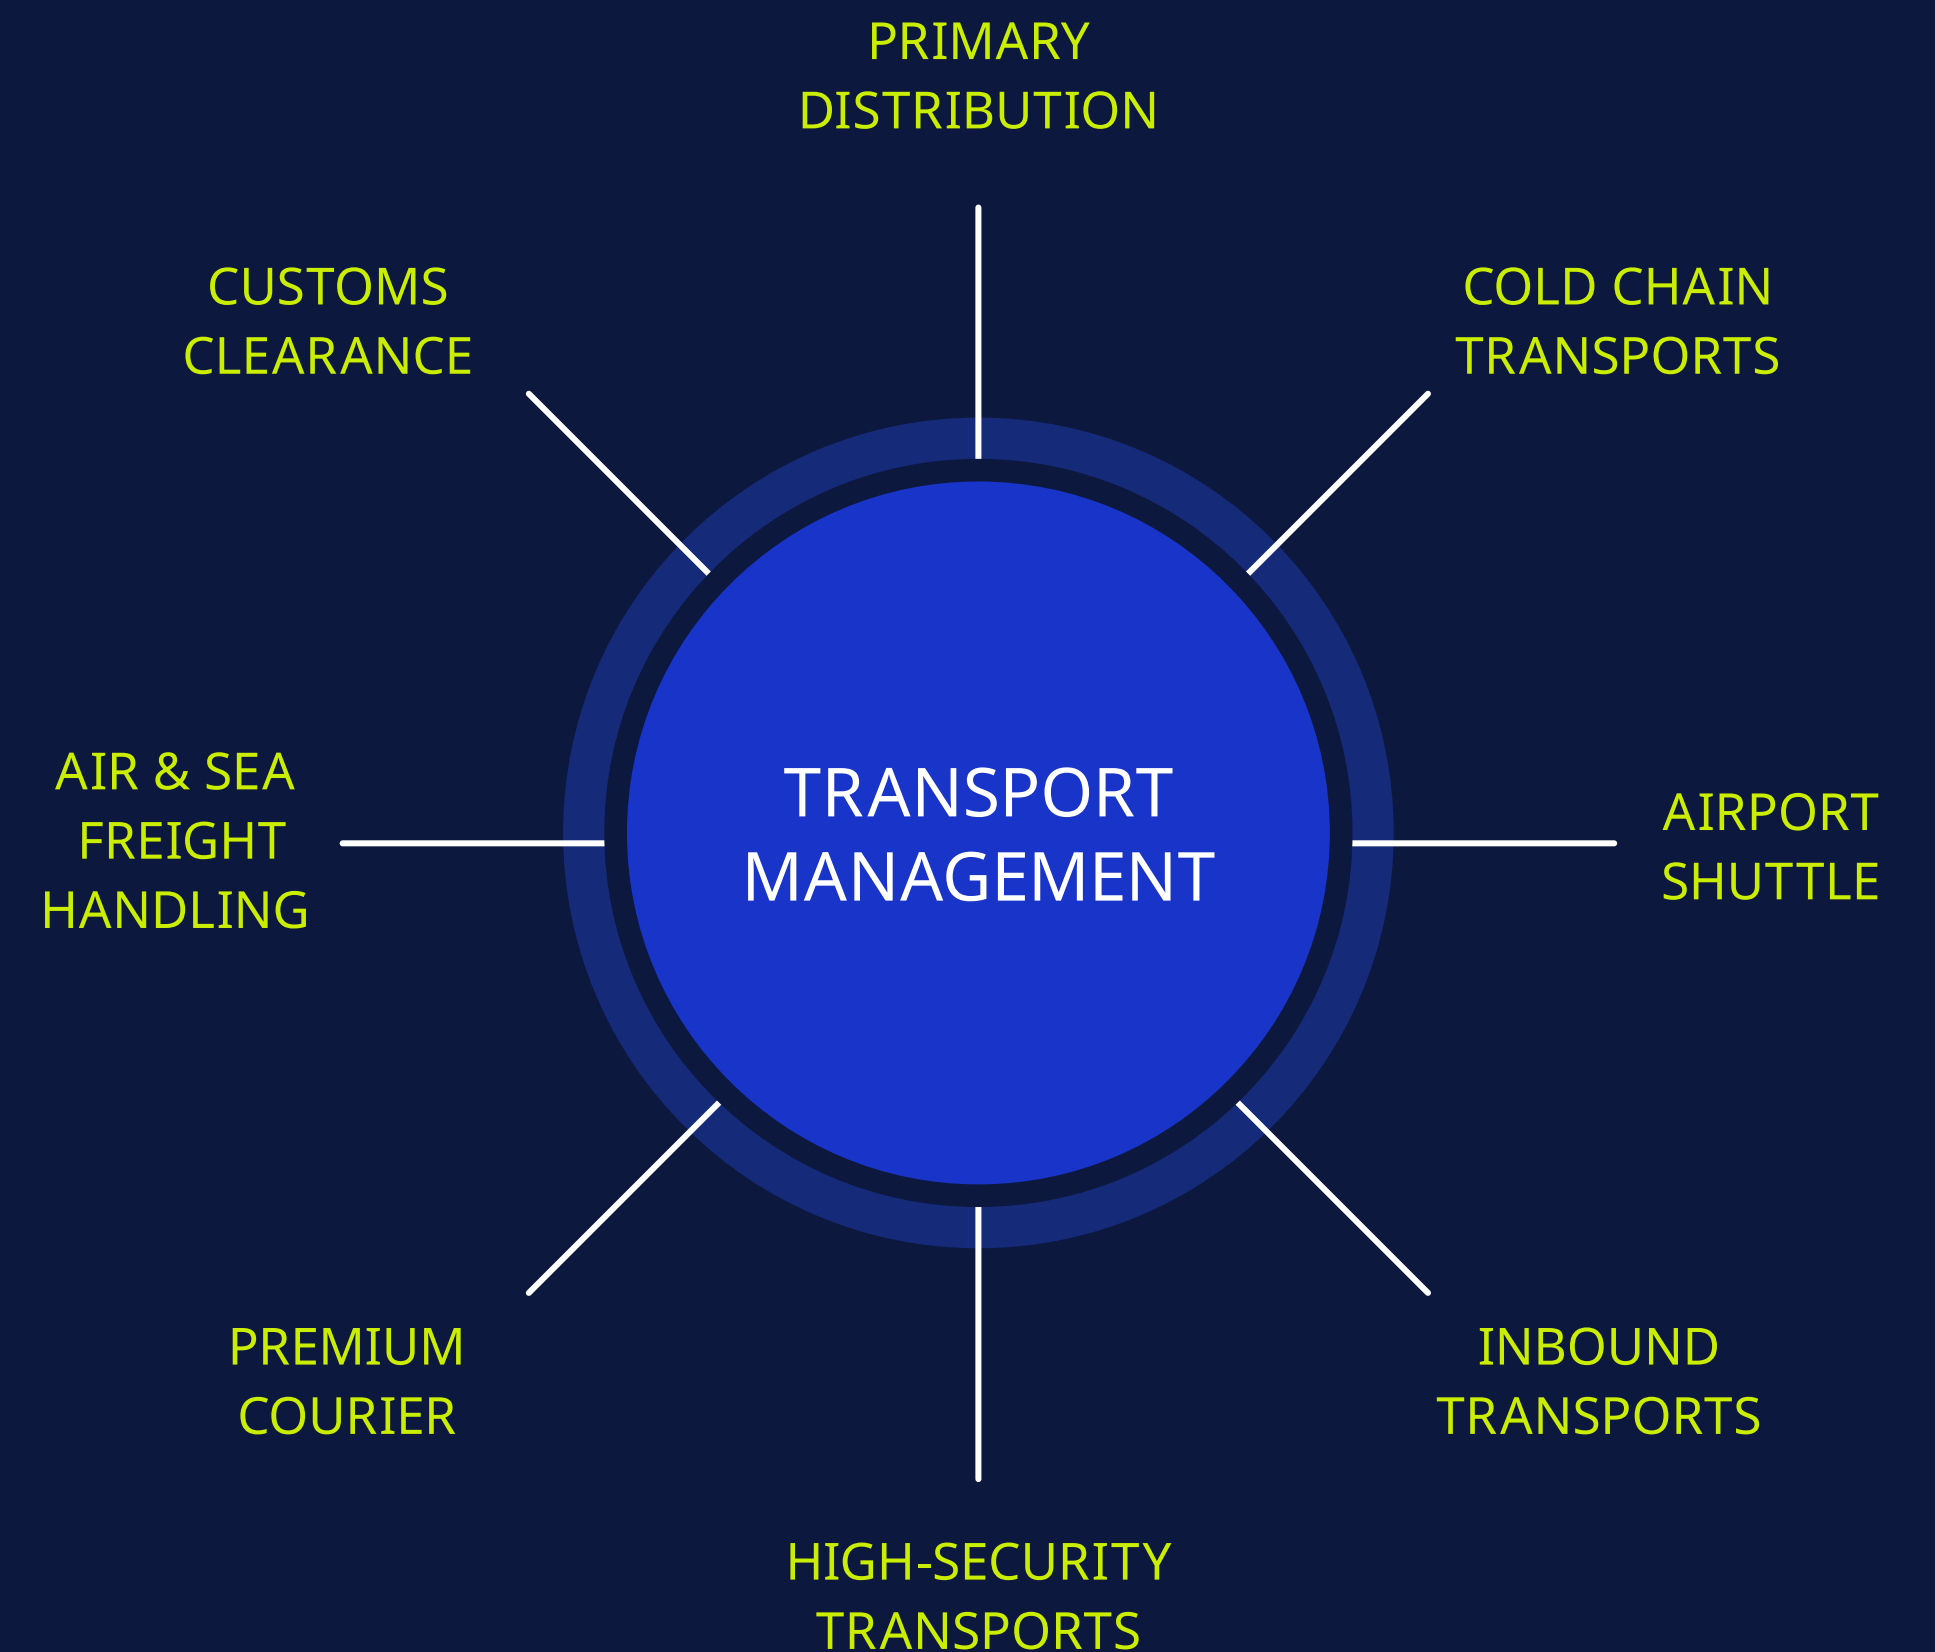 PRIMARY
DISTRIBUTION
CUSTOMS
CLEARANCE
COLD CHAIN
TRANSPORTS
AIR & SEA
FREIGHT
HANDLING
TRANSPORT
MANAGEMENT
AIRPORT
SHUTTLE
PREMIUM
COURIER
INBOUND
TRANSPORTS
HIGH-SECURITY
TRANSPORTS